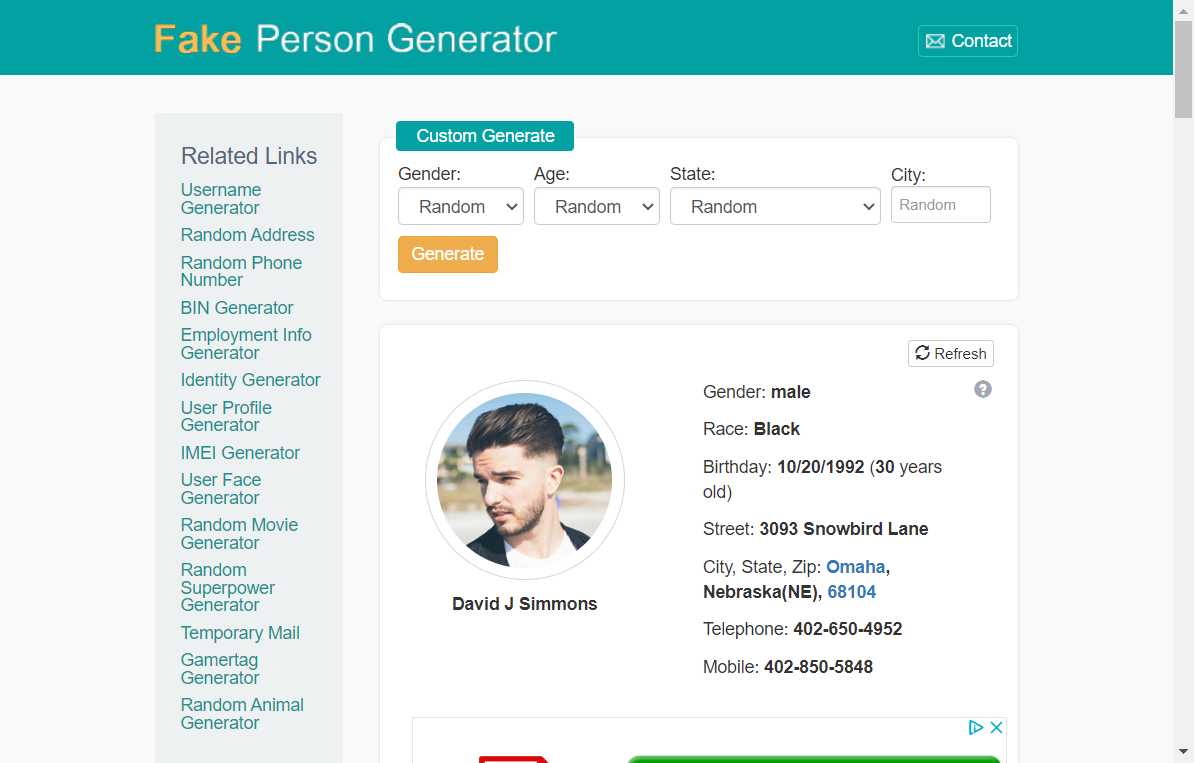 Fake Person Generator
Contact
Related Links
Username
Generator
Random Address
Random Phone
Number
BIN Generator
Employment Info
Generator
Identity Generator
User Profile
Generator
IMEI Generator
User Face
Generator
Random Movie
Generator
Random
Superpower
Generator
Temporary Mail
Gamertag
Generator
Random Animal
Generator
Custom Generate
Gender: Age: State: City:
Random Random Random Random
Generate
Refresh
David J Simmons
Gender: male
?
Race: Black
Birthday: 10/20/1992 (30 years
old)
Street: 3093 Snowbird Lane
City, State, Zip: Omaha,
Nebraska(NE), 68104
Telephone: 402-650-4952
Mobile: 402-850-5848